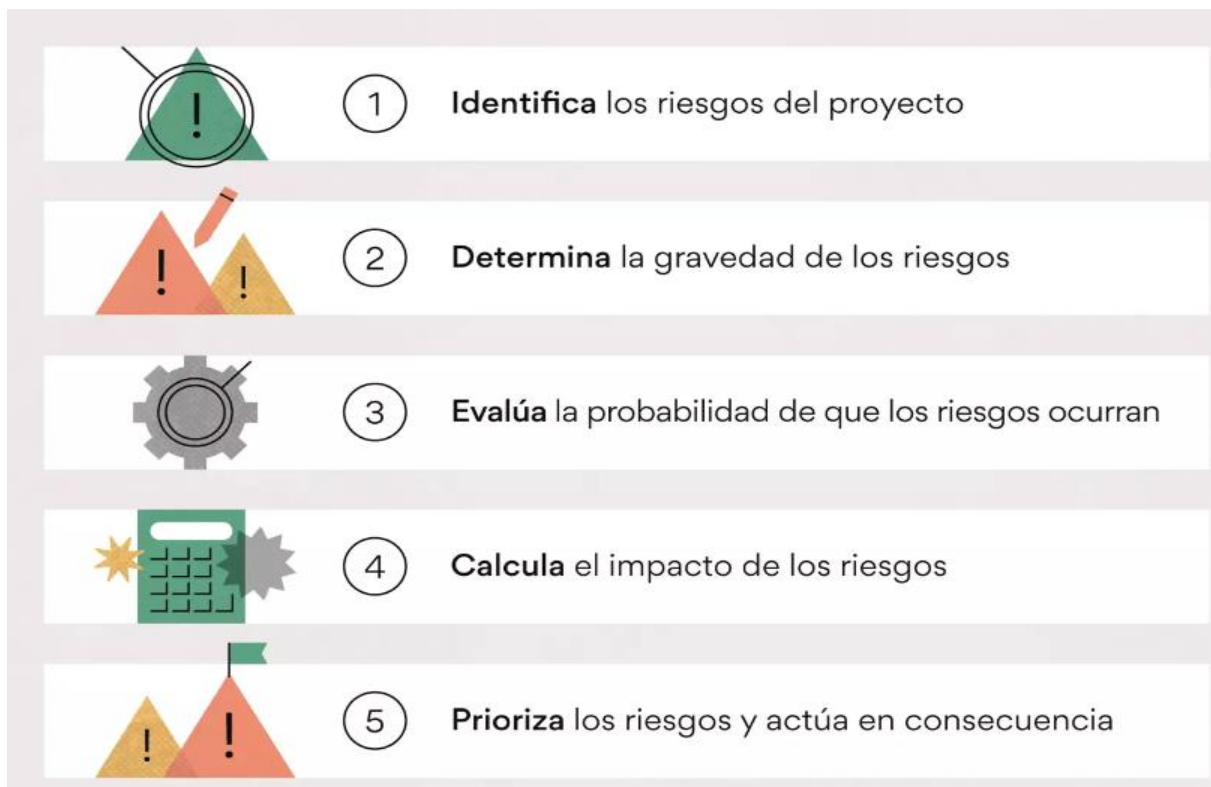 1 Identifica los riesgos del proyecto
2 Determina la gravedad de los riesgos
3 Evalúa la probabilidad de que los riesgos ocurran
4 Calcula el impacto de los riesgos
5 Prioriza los riesgos y actúa en consecuencia